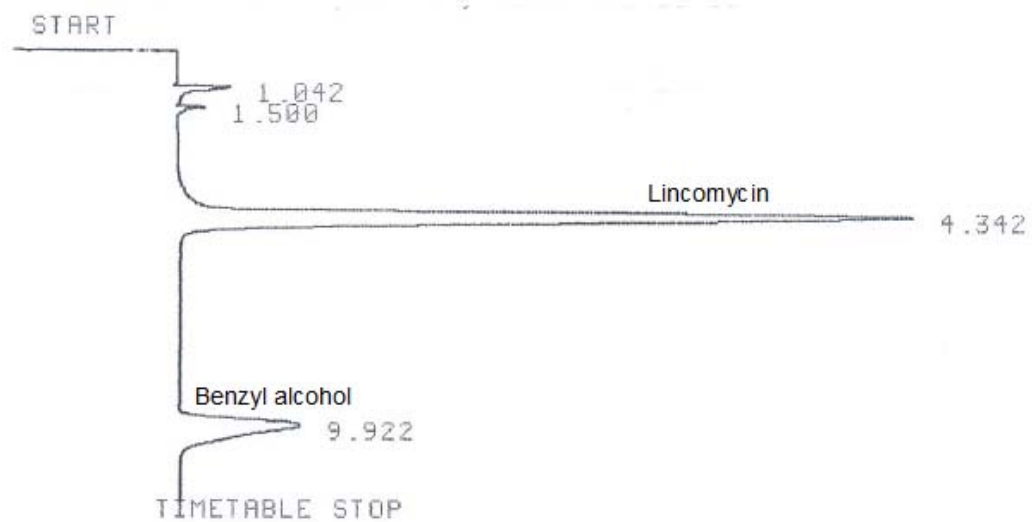 START
1.042
1.500
Lincomycin
4.342
Benzyl alcohol
9.922
TIMETABLE STOP